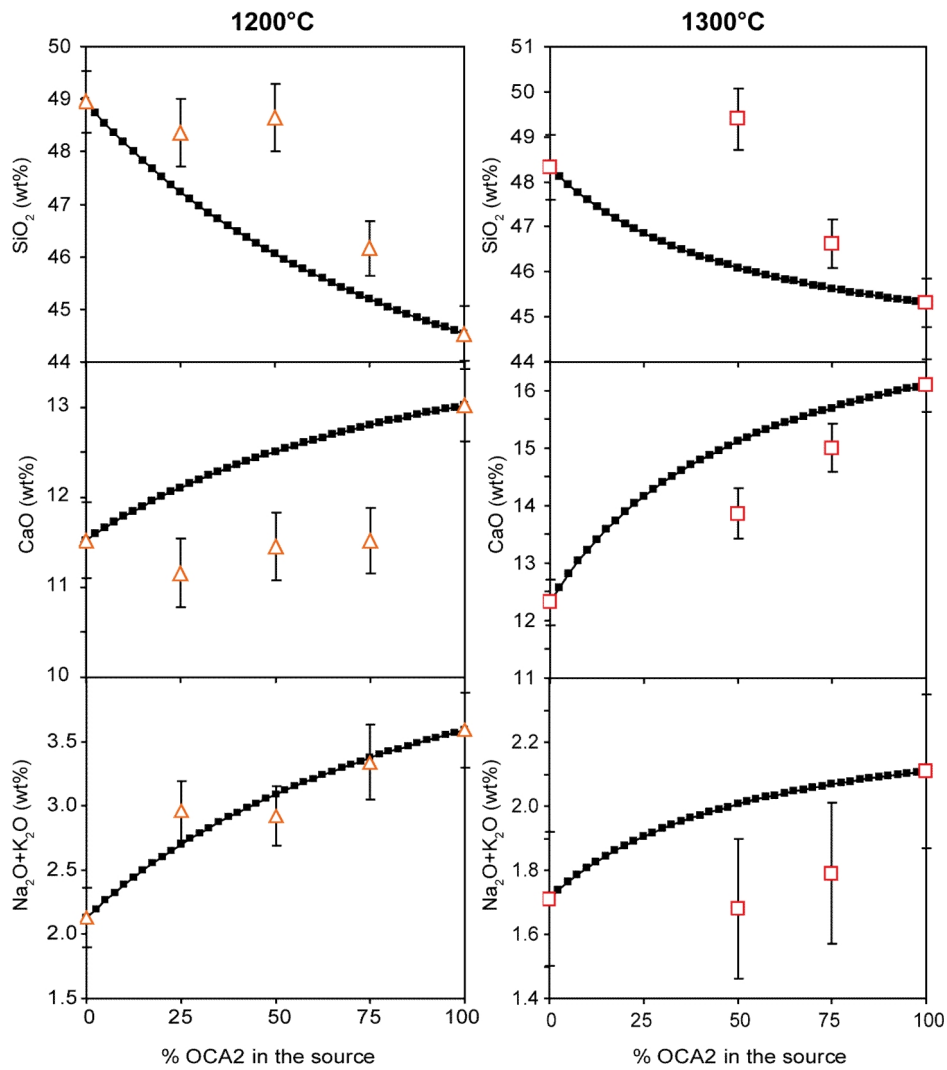 1200°C
1300°C
50
49
48
47
46
45
44
SiO₂ (wt%)
51
50
49
48
47
46
45
44
SiO₂ (wt%)
13
12
11
10
CaO (wt%)
16
15
14
13
12
11
CaO (wt%)
3.5
3.0
2.5
2.0
1.5
Na₂O+K₂O (wt%)
2.2
2.0
1.8
1.6
1.4
Na₂O+K₂O (wt%)
0 25 50 75 100
0 25 50 75 100
% OCA2 in the source
% OCA2 in the source